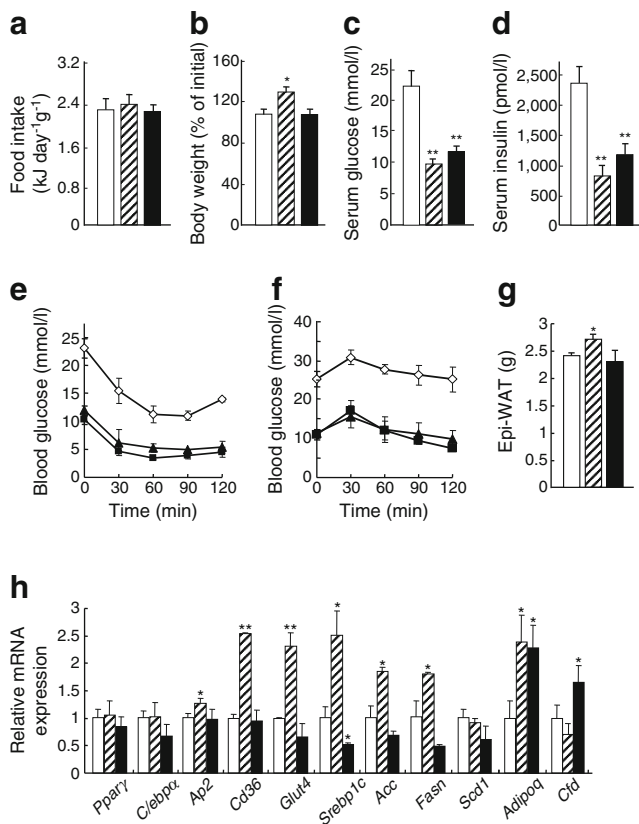 a
Food intake
(kJ day⁻¹g⁻¹)
3.2
2.4
1.6
0.8
0
b
Body weight (% of initial)
160
120
80
40
0
*
c
Serum glucose (mmol/l)
25
20
15
10
5
0
**
**
d
Serum insulin (pmol/l)
2,500
2,000
1,500
1,000
500
0
**
**
e
Blood glucose (mmol/l)
25
20
15
10
5
0
0 30 60 90 120
Time (min)
f
Blood glucose (mmol/l)
40
30
20
10
0
0 30 60 90 120
Time (min)
g
Epi-WAT (g)
3.0
2.5
2.0
1.5
1.0
0.5
0
*
h
Relative mRNA
expression
3
2.5
2
1.5
1
0.5
0
* ** ** * * * * * * *
Pparγ C/ebpα Ap2 Cd36 Glut4 Srebp1c Acc Fasn Scd1 Adipoq Cfd